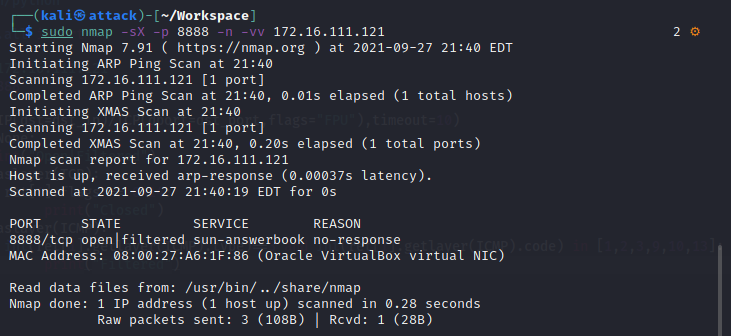 ┌──(kali㉿attack)-[~/Workspace]
└─$ sudo nmap -sX -p 8888 -n -vv 172.16.111.121 2 ⚙
Starting Nmap 7.91 ( https://nmap.org ) at 2021-09-27 21:40 EDT
Initiating ARP Ping Scan at 21:40
Scanning 172.16.111.121 [1 port]
Completed ARP Ping Scan at 21:40, 0.01s elapsed (1 total hosts)
Initiating XMAS Scan at 21:40
Scanning 172.16.111.121 [1 port]
Completed XMAS Scan at 21:40, 0.20s elapsed (1 total ports)
Nmap scan report for 172.16.111.121
Host is up, received arp-response (0.00037s latency).
Scanned at 2021-09-27 21:40:19 EDT for 0s
PORT STATE SERVICE REASON
8888/tcp open|filtered sun-answerbook no-response
MAC Address: 08:00:27:A6:1F:86 (Oracle VirtualBox virtual NIC)
Read data files from: /usr/bin/../share/nmap
Nmap done: 1 IP address (1 host up) scanned in 0.28 seconds
Raw packets sent: 3 (108B) | Rcvd: 1 (28B)